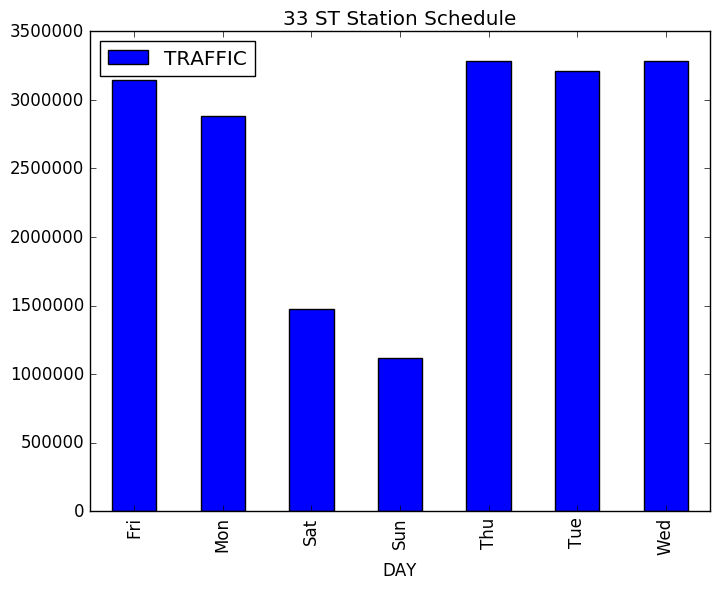 33 ST Station Schedule
TRAFFIC
3500000
3000000
2500000
2000000
1500000
1000000
500000
0
Fri
Mon
Sat
Sun
Thu
Tue
Wed
DAY